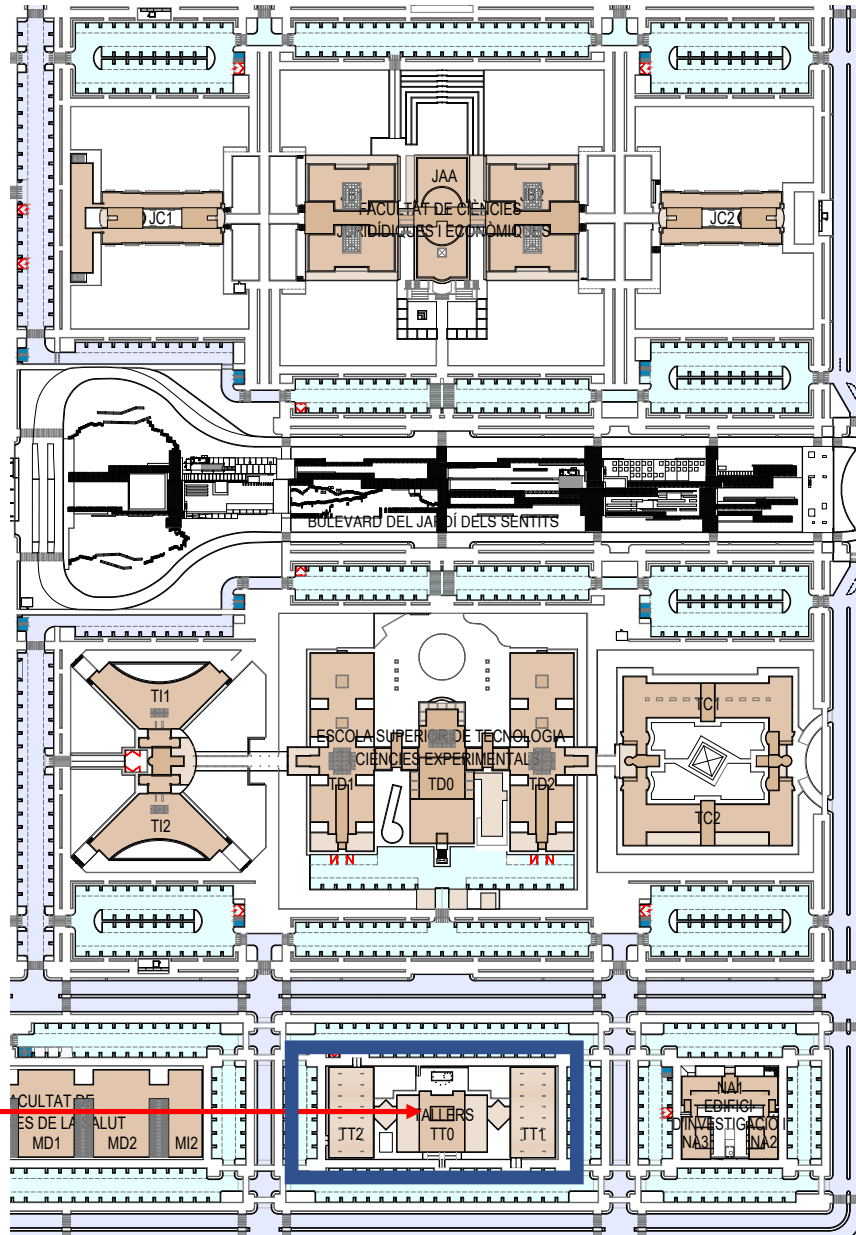 JAA
FACULTAT DE CIÈNCIES
JURÍDIQUES I ECONÒMIQUES
JC1
JC2
BULEVARD DEL JARDÍ DELS SENTITS
TI1
TC1
ESCOLA SUPERIOR DE TECNOLOGIA
CIÈNCIES EXPERIMENTALS
TD1
TD0
TD2
TI2
TC2
ACULTAT DE
ES DE LA SALUT
MD1
MD2
MI2
TALLERS
TT2
TT0
TT1
NA1
EDIFICI
D'INVESTIGACIÓ I
NA3
NA2